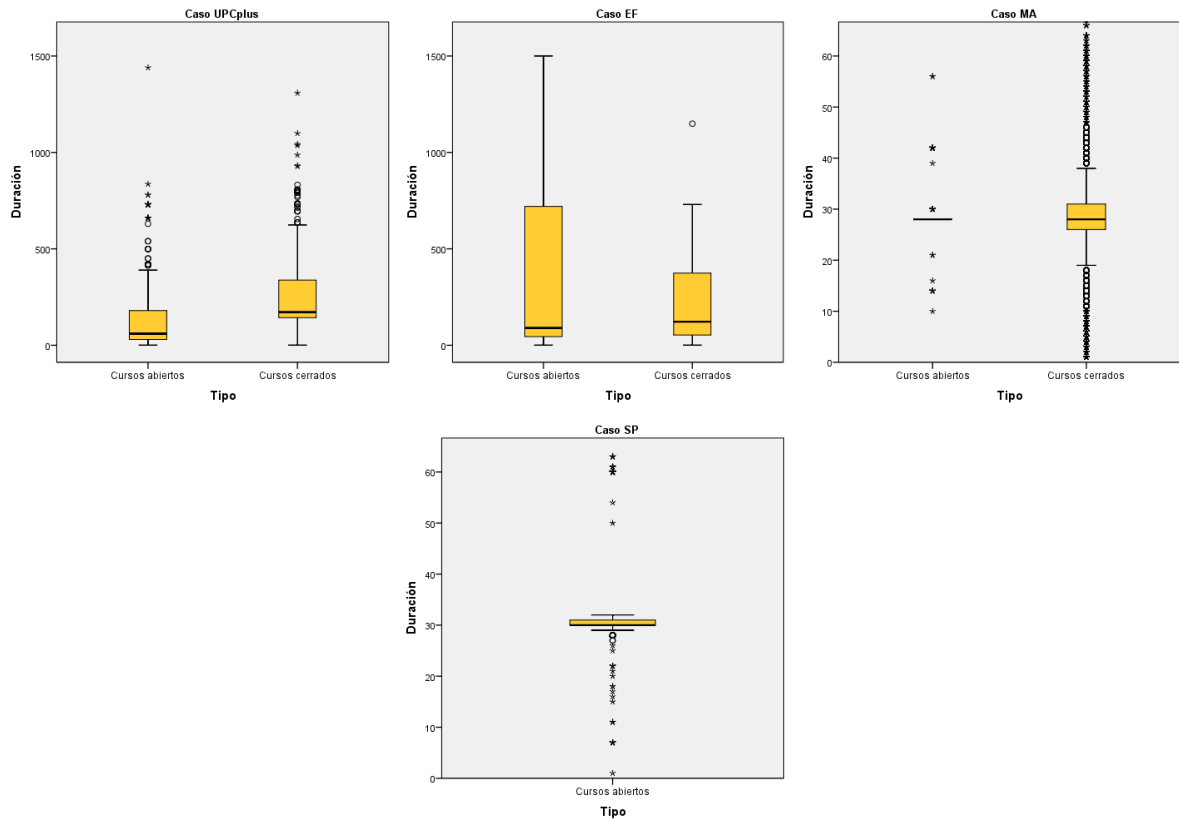 Caso UPCplus
1500
1000
500
0
Duración
Cursos abiertos
Cursos cerrados
Tipo
Caso EF
1500
1000
500
0
Duración
Cursos abiertos
Cursos cerrados
Tipo
Caso MA
60
50
40
30
20
10
0
Duración
Cursos abiertos
Cursos cerrados
Tipo
Caso SP
60
50
40
30
20
10
0
Duración
Cursos abiertos
Tipo